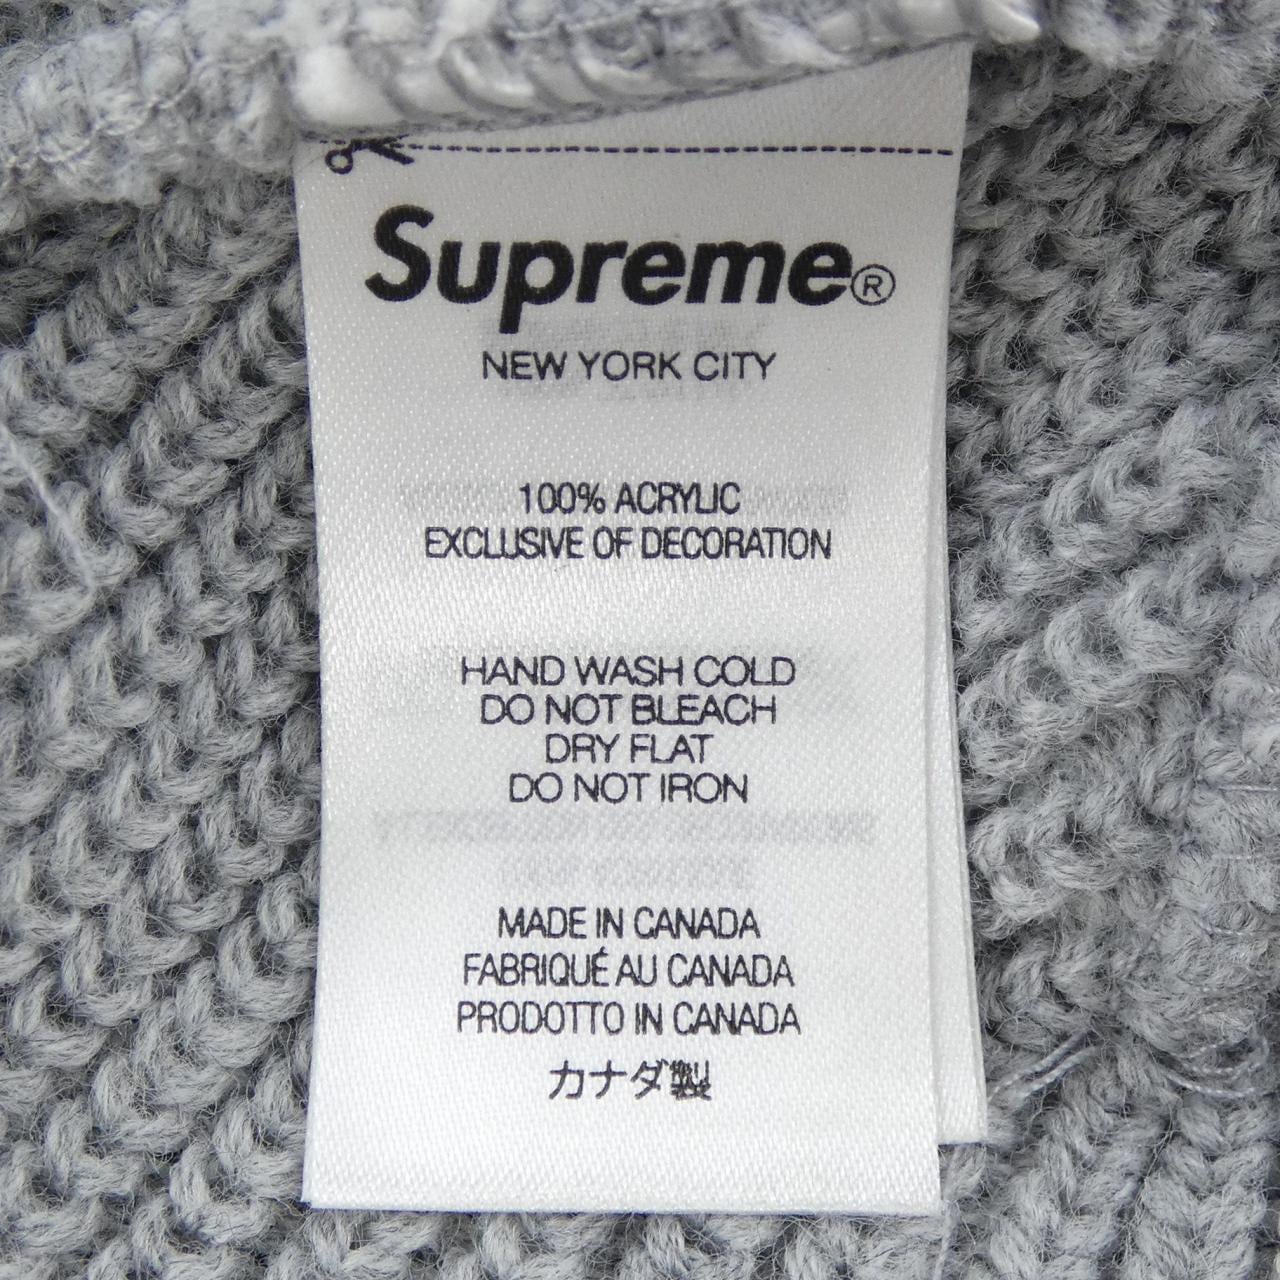 Supreme®
NEW YORK CITY
100% ACRYLIC
EXCLUSIVE OF DECORATION
HAND WASH COLD
DO NOT BLEACH
DRY FLAT
DO NOT IRON
MADE IN CANADA
FABRIQUÉ AU CANADA
PRODOTTO IN CANADA
カナダ製